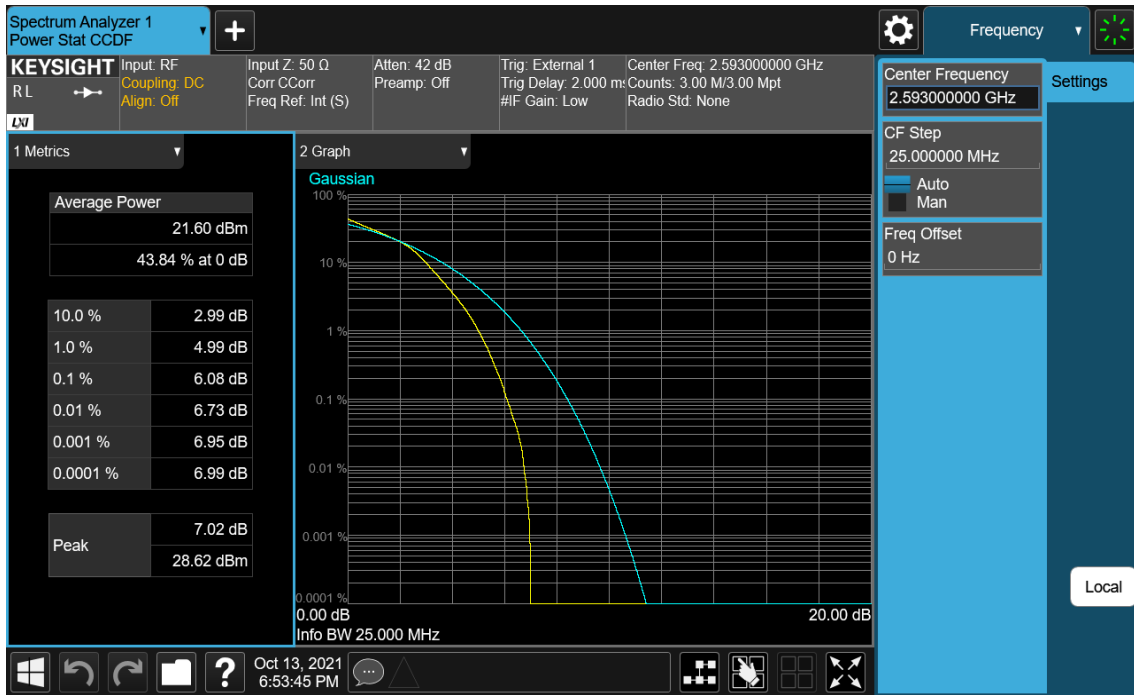 Spectrum Analyzer 1
Power Stat CCDF
Frequency
KEYSIGHT
R L
LXI
Input: RF
Coupling: DC
Align: Off
Input Z: 50 Ω
Corr CCorr
Freq Ref: Int (S)
Atten: 42 dB
Preamp: Off
Trig: External 1
Trig Delay: 2.000 ms
#IF Gain: Low
Center Freq: 2.593000000 GHz
Counts: 3.00 M/3.00 Mpt
Radio Std: None
1 Metrics
Average Power
21.60 dBm
43.84 % at 0 dB
10.0 % 2.99 dB
1.0 % 4.99 dB
0.1 % 6.08 dB
0.01 % 6.73 dB
0.001 % 6.95 dB
0.0001 % 6.99 dB
Peak
7.02 dB
28.62 dBm
2 Graph
Gaussian
100 %
10 %
1 %
0.1 %
0.01 %
0.001 %
0.0001 %
0.00 dB 20.00 dB
Info BW 25.000 MHz
Center Frequency
2.593000000 GHz
CF Step
25.000000 MHz
Auto
Man
Freq Offset
0 Hz
Settings
Local
?
Oct 13, 2021
6:53:45 PM